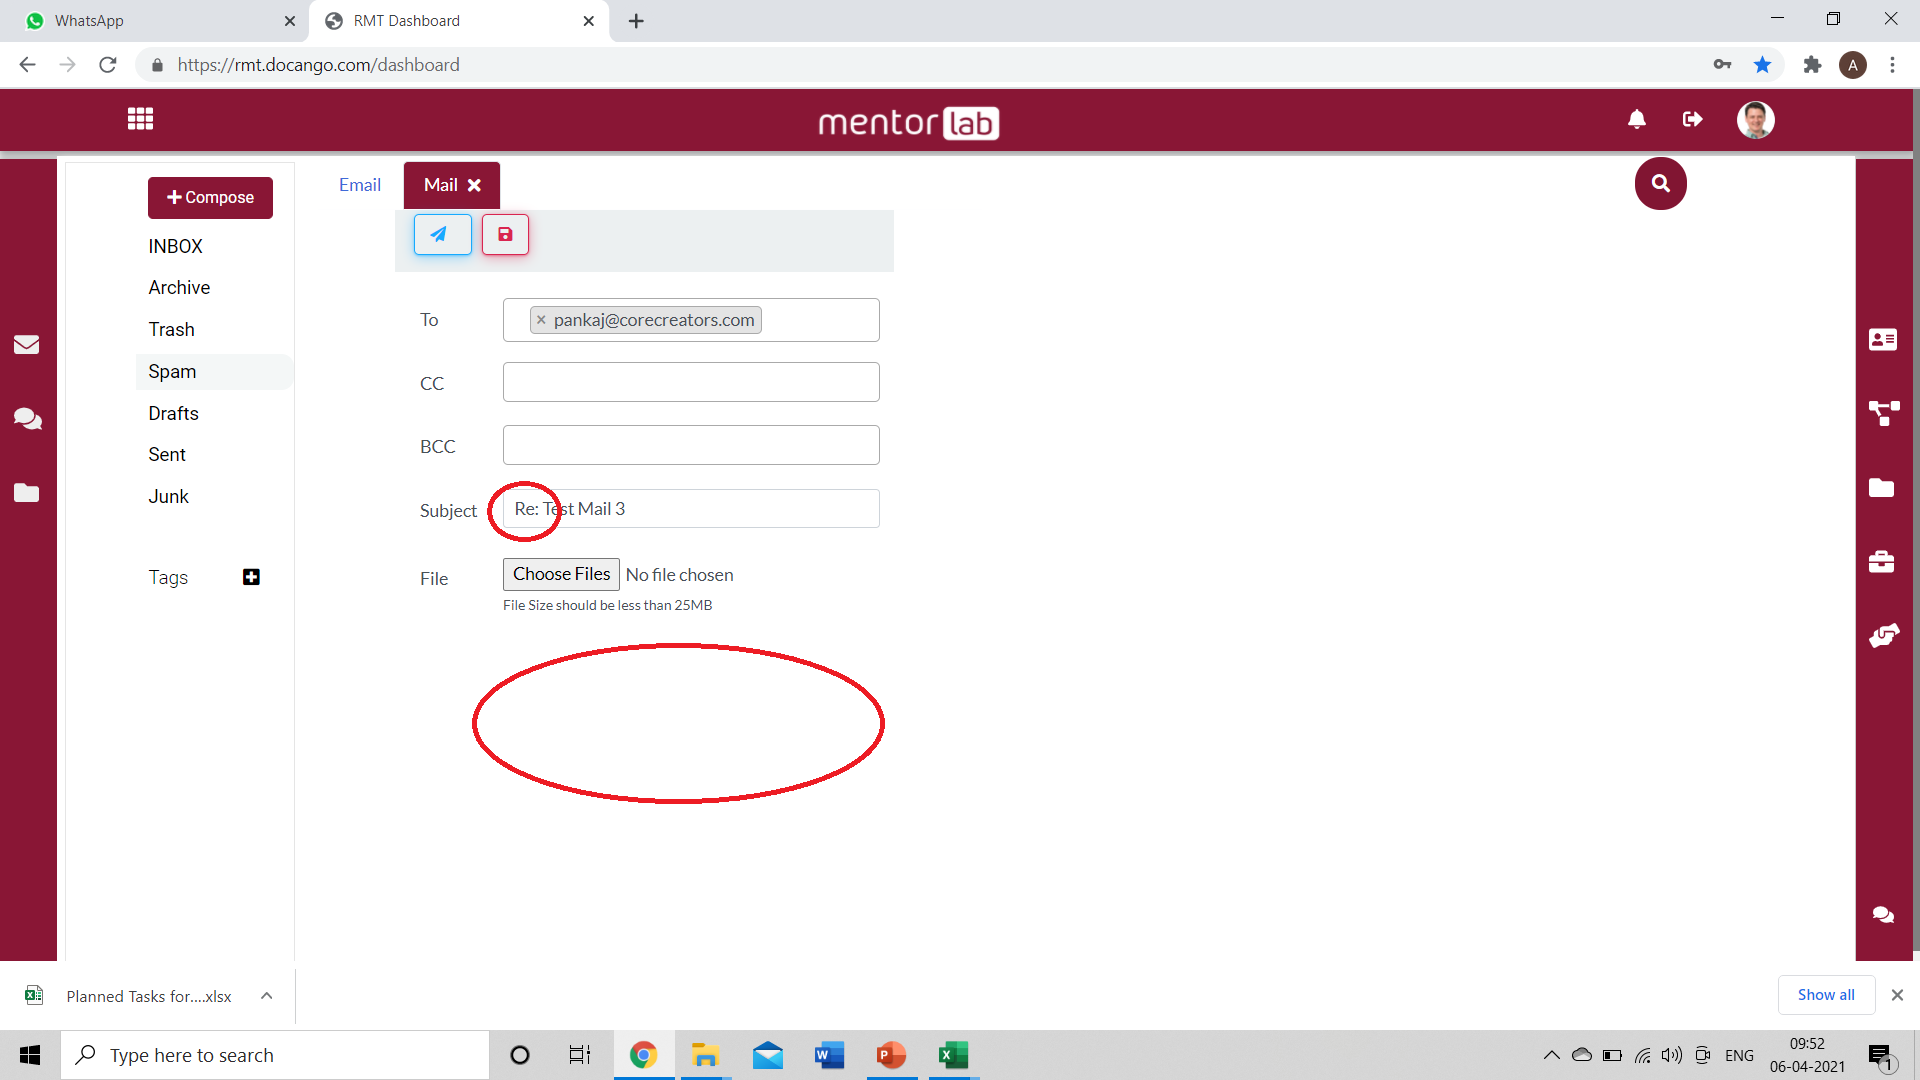 WhatsApp
RMT Dashboard
https://rmt.docango.com/dashboard
A
mentor lab
Compose
Email
Mail
INBOX
Archive
Trash
Spam
Drafts
Sent
Junk
Tags
To
× pankaj@corecreators.com
CC
BCC
Subject
Re: Test Mail 3
File
Choose Files No file chosen
File Size should be less than 25MB
Planned Tasks for....xlsx
Show all
Type here to search
ENG
09:52
06-04-2021
1